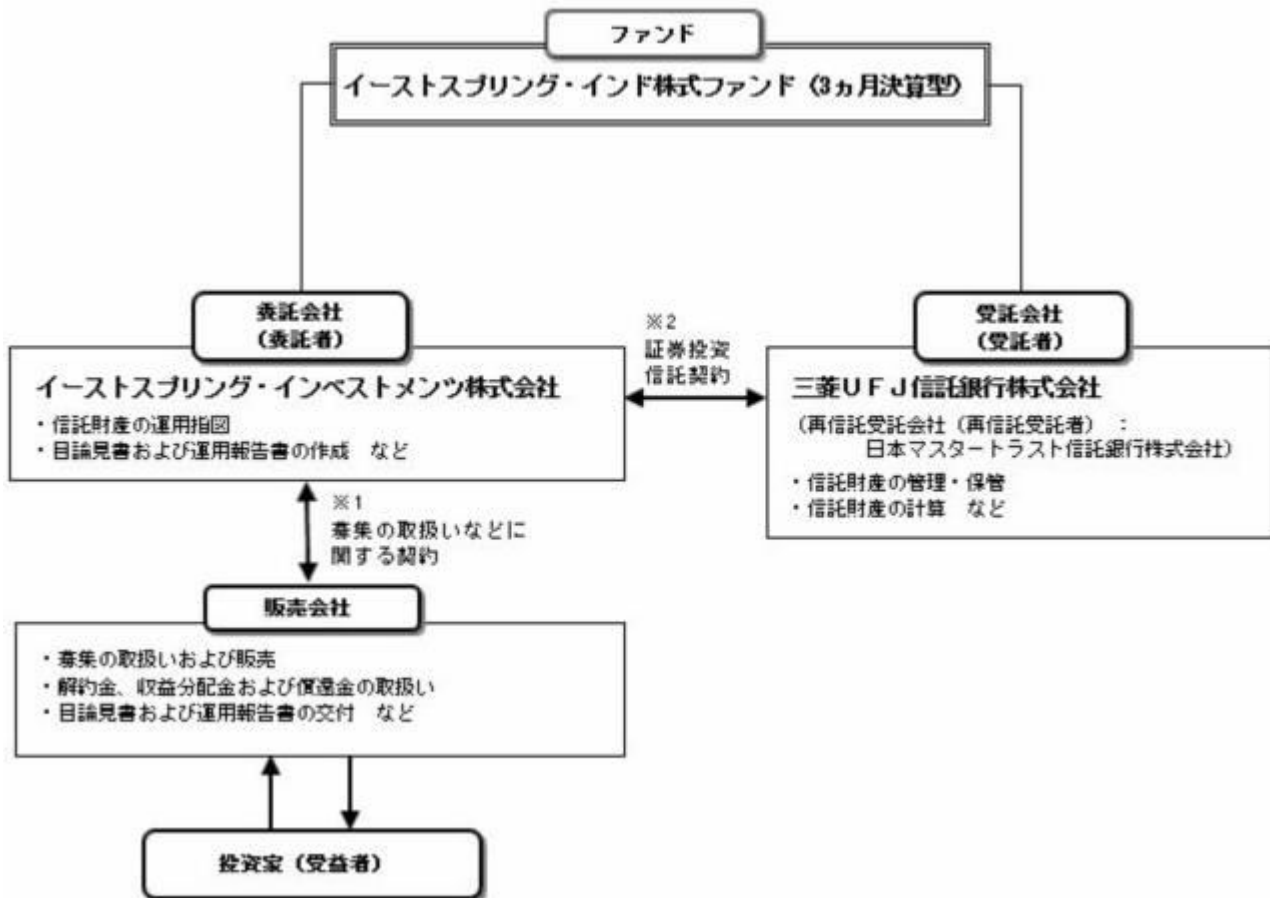 ファンド
イーストスプリング・インド株式ファンド（3ヵ月決算型）
委託会社
（委託者）
イーストスプリング・インベストメンツ株式会社
・信託財産の運用指図
・目論見書および運用報告書の作成　など
※2
証券投資
信託契約
受託会社
（受託者）
三菱ＵＦＪ信託銀行株式会社
（再信託受託会社（再信託受託者）：
日本マスタートラスト信託銀行株式会社）
・信託財産の管理・保管
・信託財産の計算　など
※1
募集の取扱いなどに
関する契約
販売会社
・募集の取扱いおよび販売
・解約金、収益分配金および償還金の取扱い
・目論見書および運用報告書の交付　など
投資家（受益者）